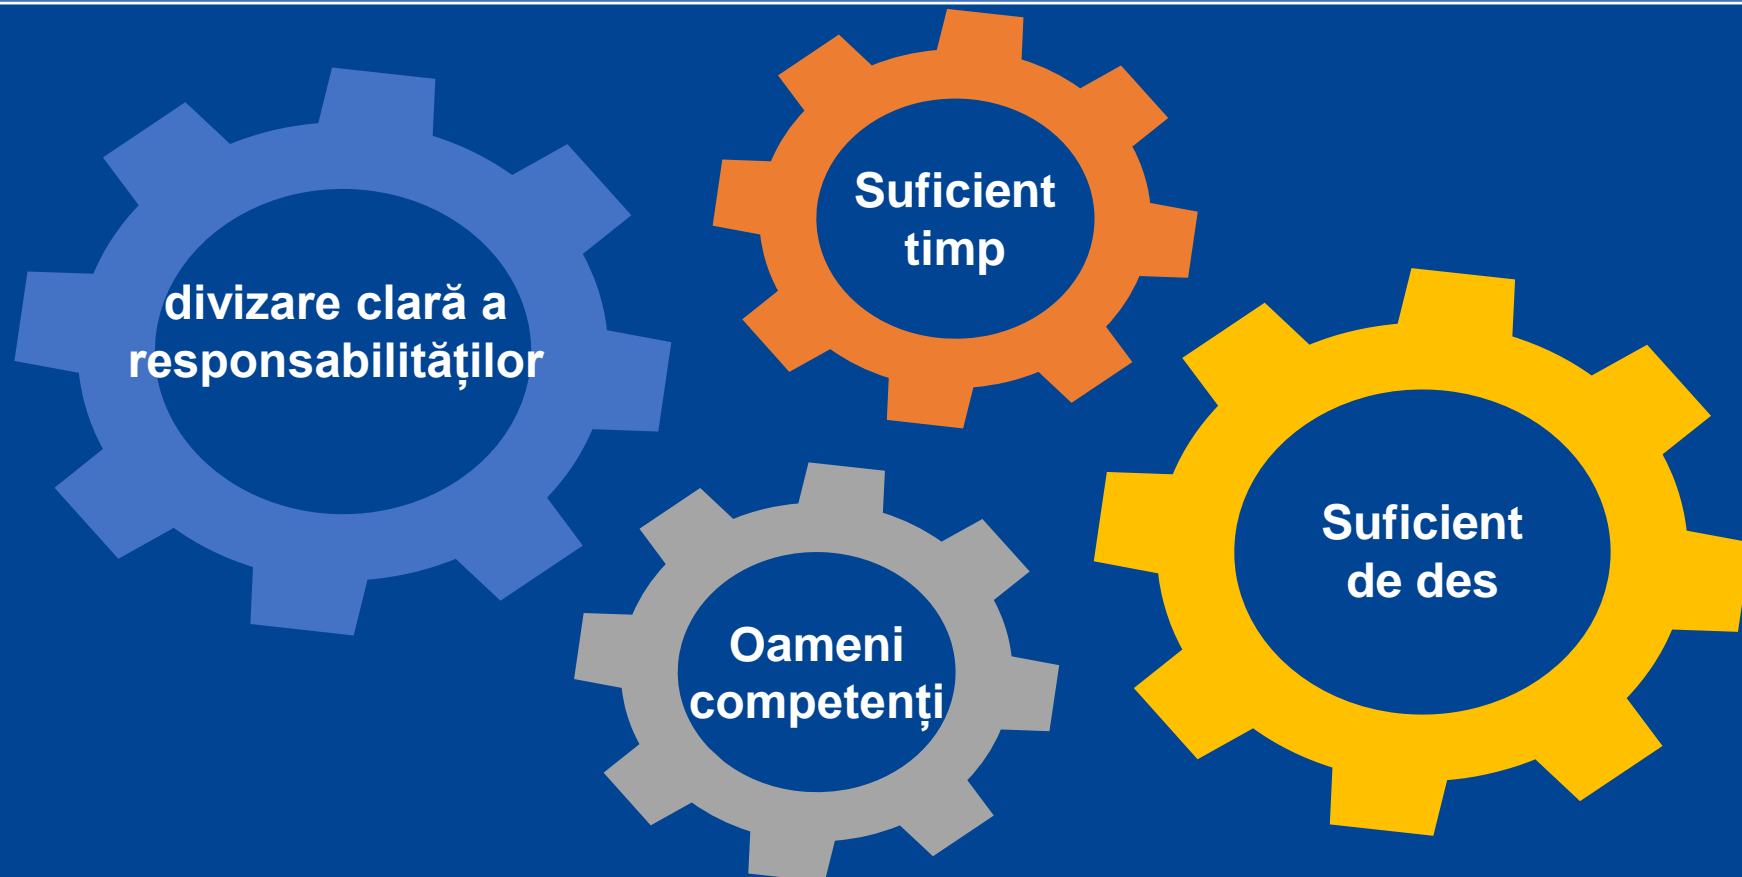 divizare clară a
responsabilităților
Suficient
timp
Oameni
competenți
Suficient
de des